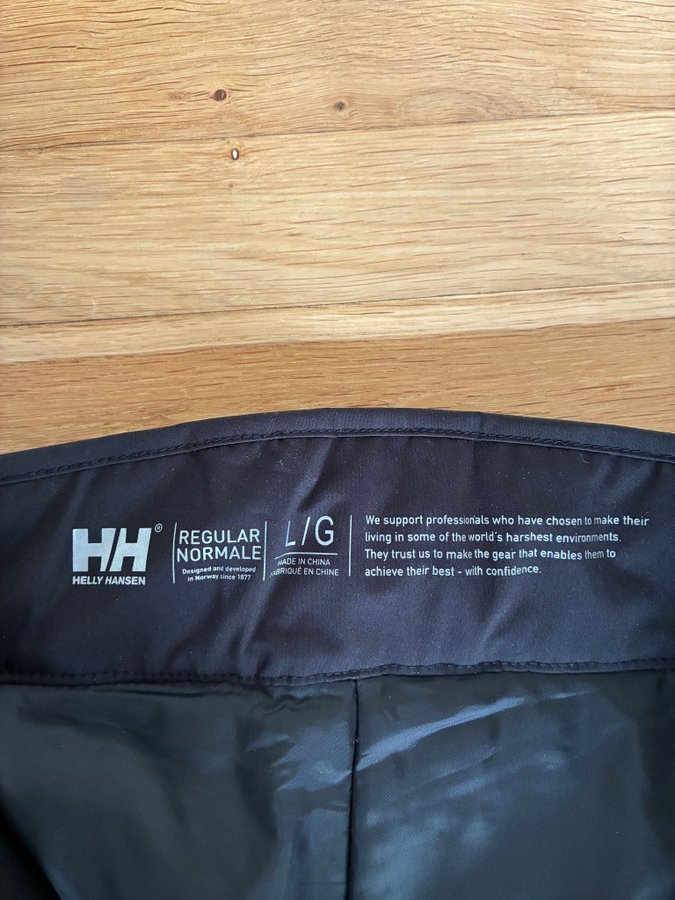 HH®
HELLY HANSEN
REGULAR
NORMALE
Designed and developed
in Norway since 1877
L/G
MADE IN CHINA
FABRIQUÉ EN CHINE
We support professionals who have chosen to make their
living in some of the world´s harshest environments.
They trust us to make the gear that enables them to
achieve their best - with confidence.